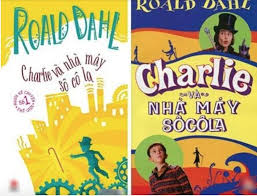 ROALD DAHL
Charlie và nhà máy
sô cô la
ROALD DAHL
Charlie
VÀ
NHÀ MÁY
SÔCÔLA